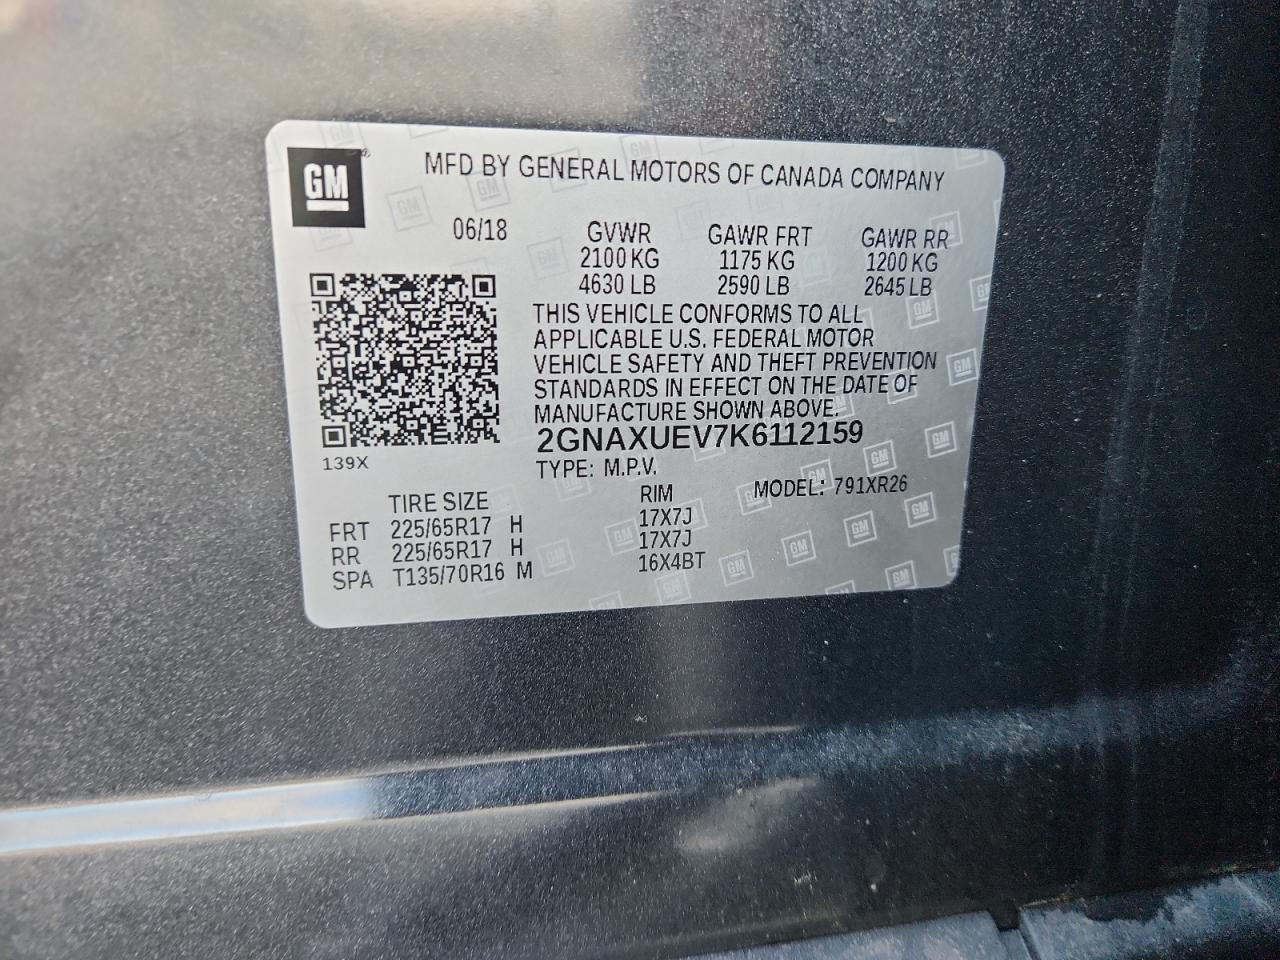 GM
MFD BY GENERAL MOTORS OF CANADA COMPANY
06/18 GVWR GAWR FRT GAWR RR
2100 KG 1175 KG 1200 KG
4630 LB 2590 LB 2645 LB
THIS VEHICLE CONFORMS TO ALL
APPLICABLE U.S. FEDERAL MOTOR
VEHICLE SAFETY AND THEFT PREVENTION
STANDARDS IN EFFECT ON THE DATE OF
MANUFACTURE SHOWN ABOVE.
2GNAXUEV7K6112159
139X
TYPE: M.P.V.
TIRE SIZE RIM MODEL: 791XR26
FRT 225/65R17 H 17X7J
RR 225/65R17 H 17X7J
SPA T135/70R16 M 16X4BT